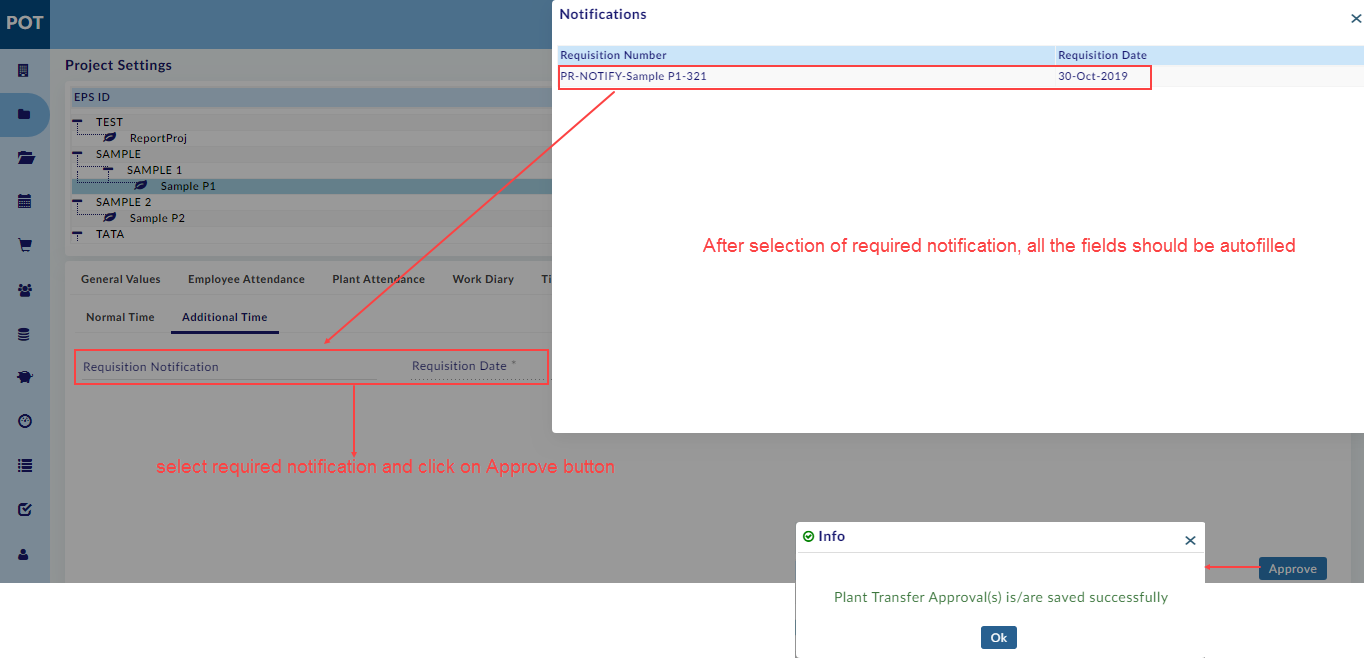 POT
Notifications
Requisition Number Requisition Date
PR-NOTIFY-Sample P1-321 30-Oct-2019
Project Settings
EPS ID
TEST
ReportProj
SAMPLE
SAMPLE 1
Sample P1
SAMPLE 2
Sample P2
TATA
After selection of required notification, all the fields should be autofilled
General Values Employee Attendance Plant Attendance Work Diary Ti
Normal Time Additional Time
Requisition Notification Requisition Date *
select required notification and click on Approve button
Info
Approve
Plant Transfer Approval(s) is/are saved successfully
Ok